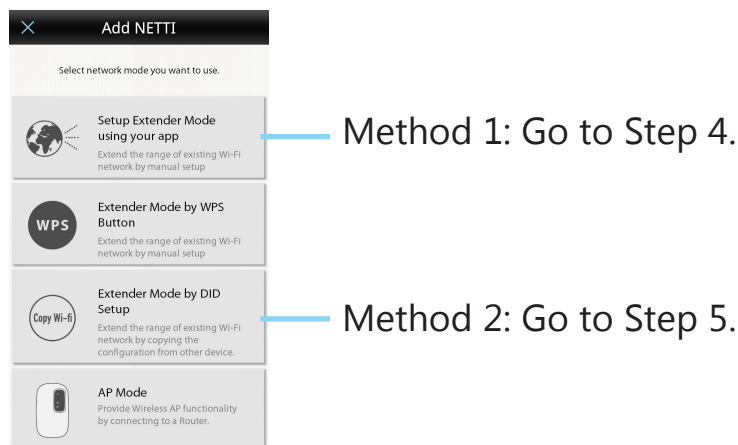 Add NETTI
Select network mode you want to use.
Setup Extender Mode
using your app
Extend the range of existing Wi-Fi
network by manual setup
Method 1: Go to Step 4.
WPS
Extender Mode by WPS
Button
Extend the range of existing Wi-Fi
network by manual setup
Copy Wi-fi
Extender Mode by DID
Setup
Extend the range of existing Wi-Fi
network by copying the
configuration from other device.
Method 2: Go to Step 5.
AP Mode
Provide Wireless AP functionality
by connecting to a Router.